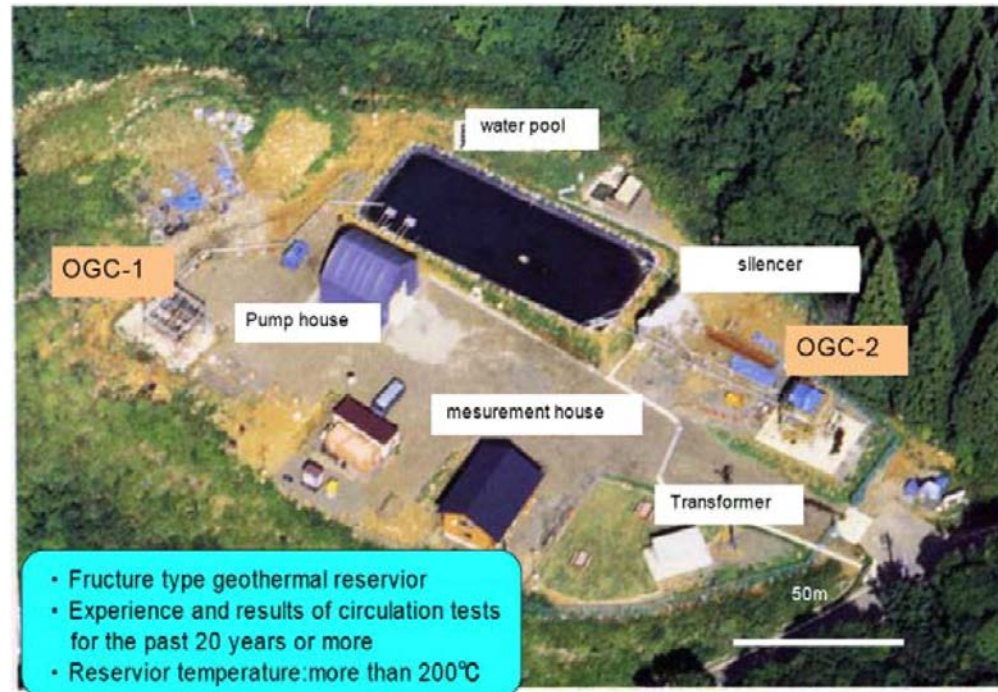 water pool
OGC-1
silencer
Pump house
OGC-2
mesurement house
Transformer
50m
・Fructure type geothermal reservior
・Experience and results of circulation tests
for the past 20 years or more
・Reservior temperature:more than 200℃